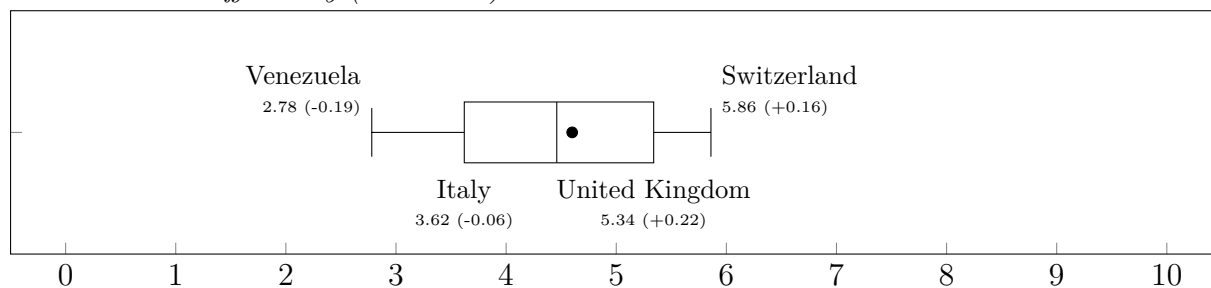 Venezuela
2.78 (-0.19)
Switzerland
5.86 (+0.16)
Italy
3.62 (-0.06)
United Kingdom
5.34 (+0.22)
0 1 2 3 4 5 6 7 8 9 10